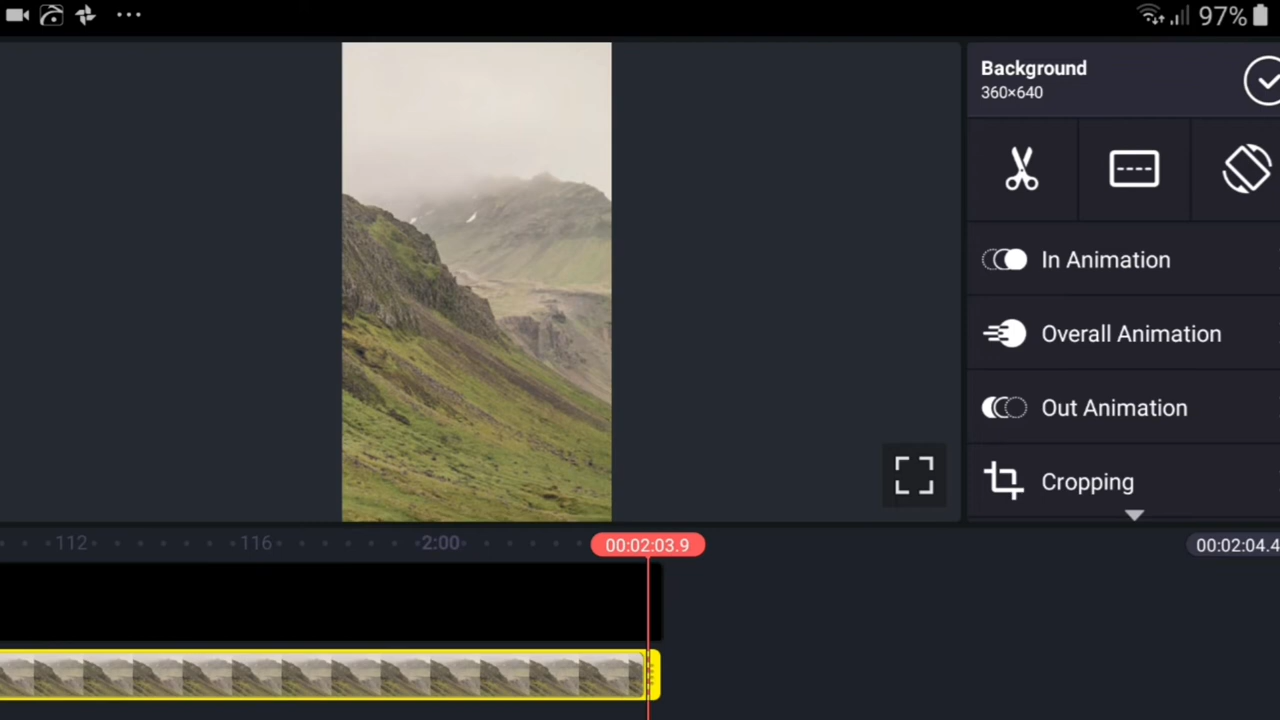 97%
Background
360×640
In Animation
Overall Animation
Out Animation
Cropping
112
116
2:00
00:02:03.9
00:02:04.4